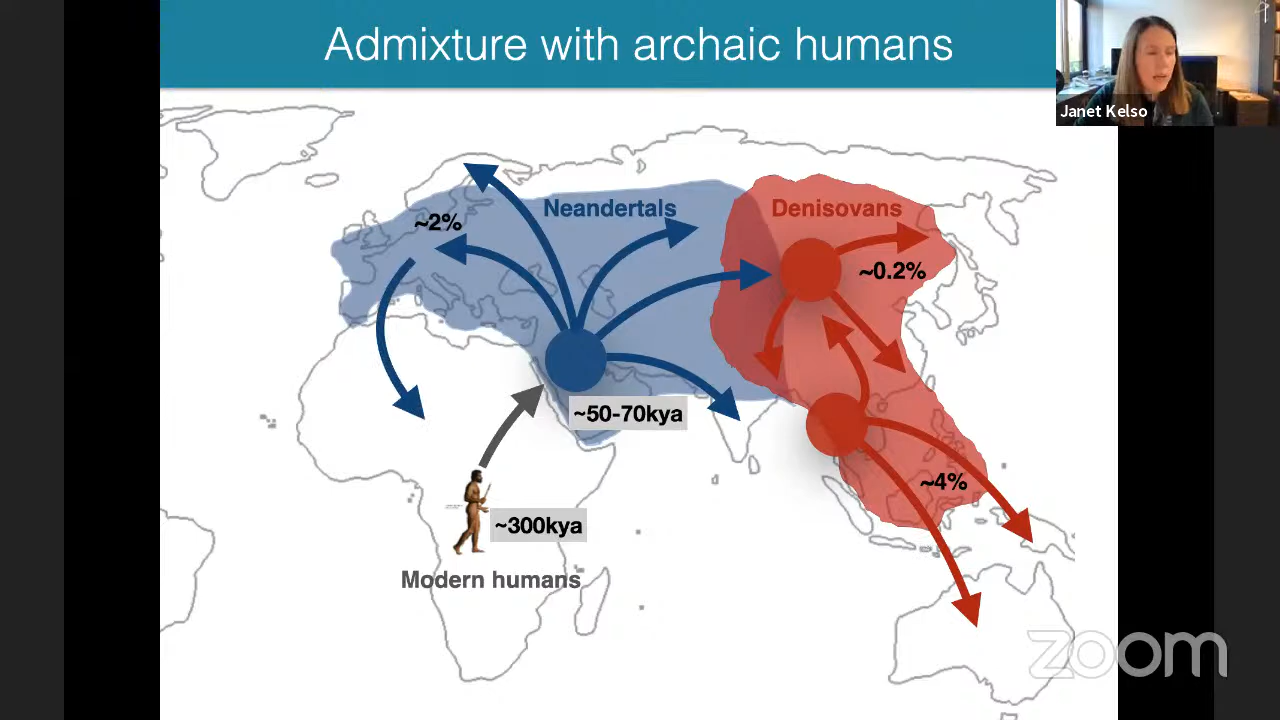 Admixture with archaic humans
Janet Kelso
Neandertals
Denisovans
~2%
~0.2%
~50-70kya
~4%
~300kya
Modern humans
zoom